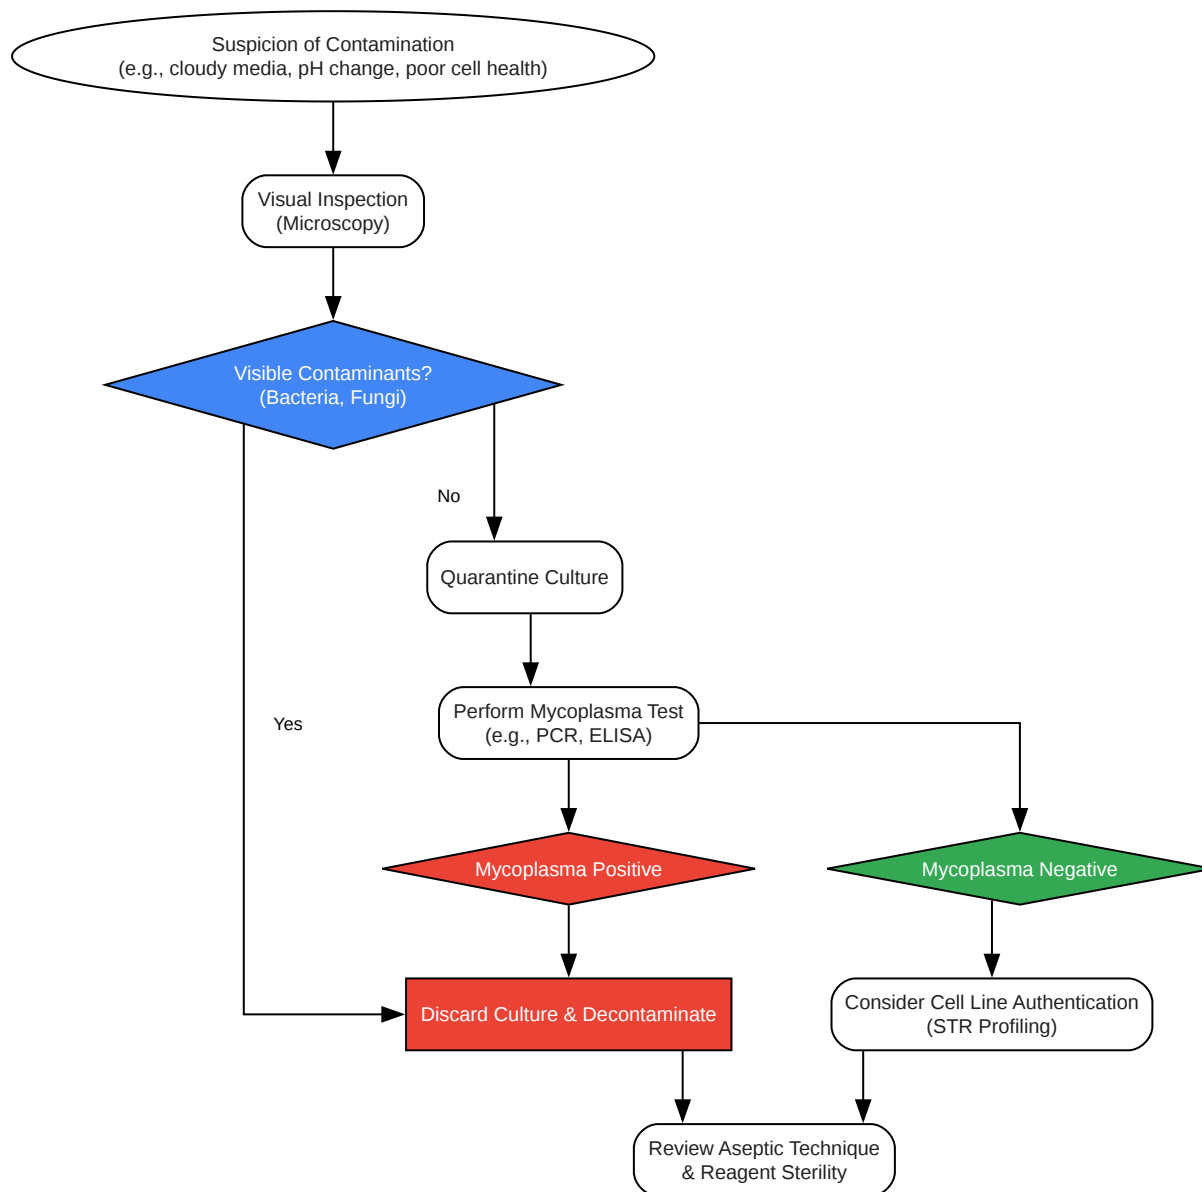 Suspicion of Contamination
(e.g., cloudy media, pH change, poor cell health)
Visual Inspection
(Microscopy)
Visible Contaminants?
(Bacteria, Fungi)
No
Quarantine Culture
Perform Mycoplasma Test
(e.g., PCR, ELISA)
Yes
Mycoplasma Positive
Mycoplasma Negative
Discard Culture & Decontaminate
Consider Cell Line Authentication
(STR Profiling)
Review Aseptic Technique
& Reagent Sterility